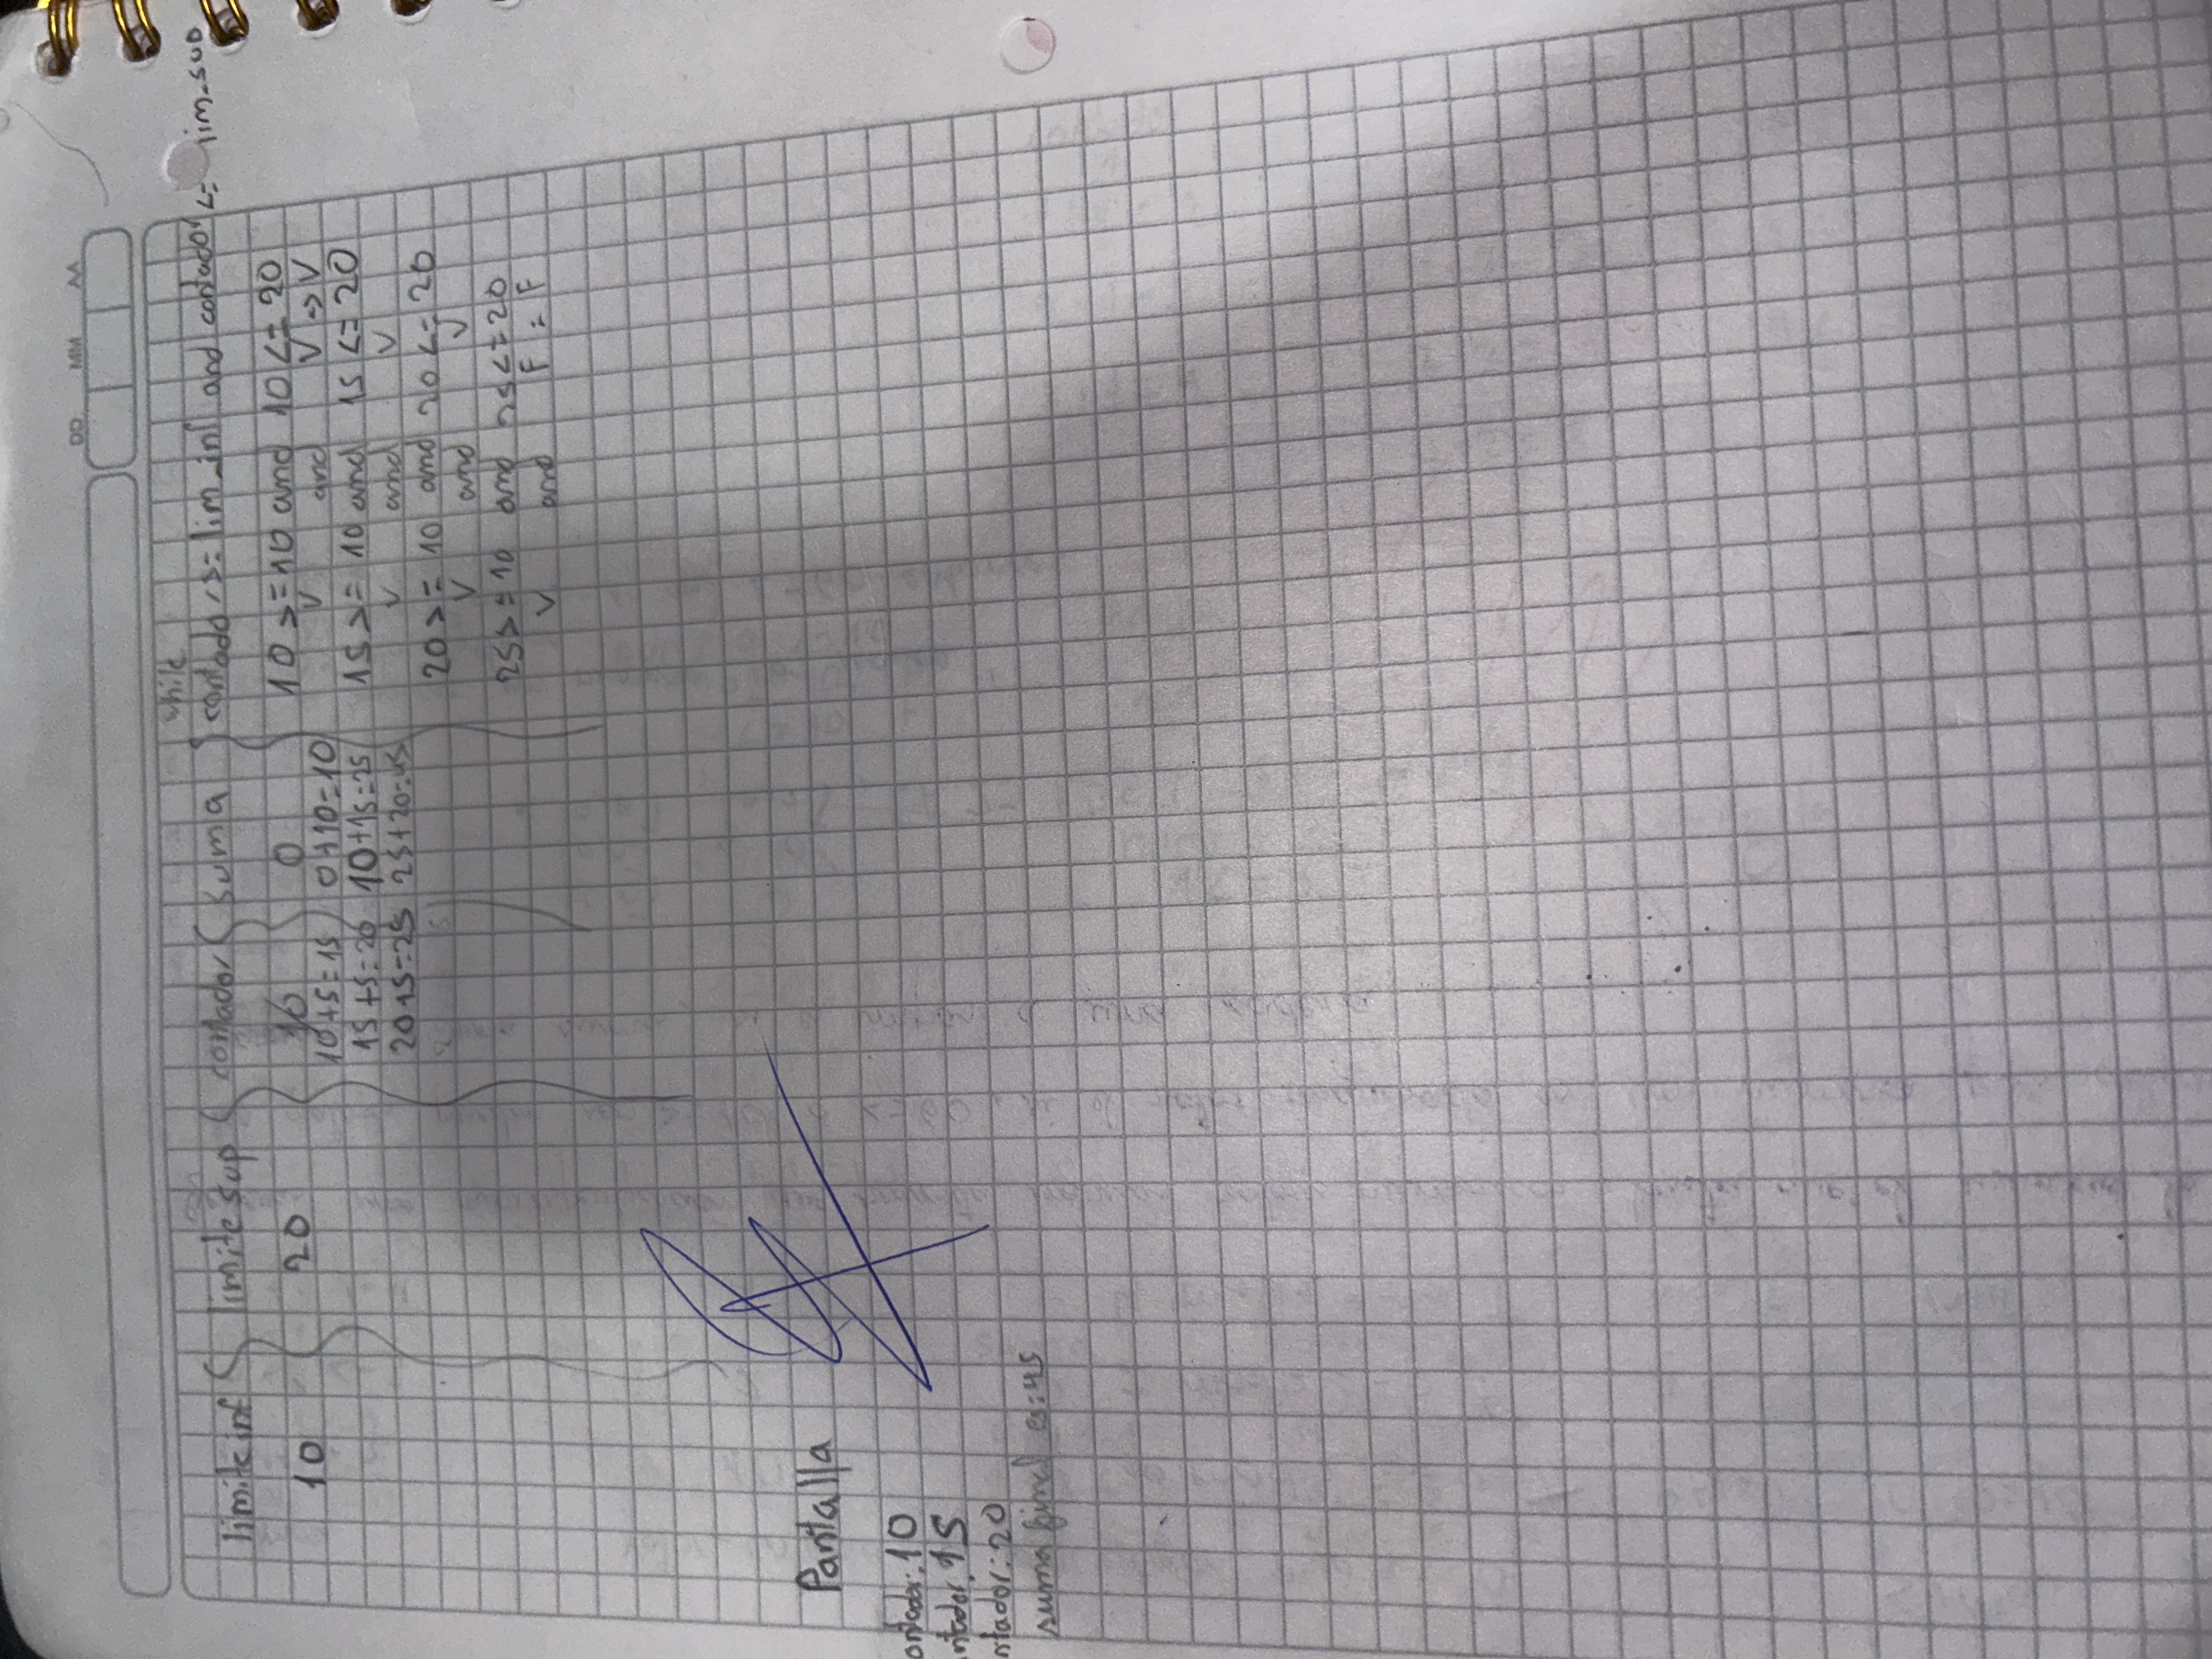 DD MM AA
while
limite inf limite sup contador suma contador >= lim_inf and contador <= lim_sup
10 20 10 0 10 >= 10 and 10 <= 20
V and V -> V
10+5=15 0+10=10
15+5=20 10+15=25 15 >= 10 and 15 <= 20
V and V
20+5=25 25+20=45
20 >= 10 and 20 <= 20
V and V
25 >= 10 and 25 <= 20
V and F = F
Pantalla
ontador: 10
ntador: 15
ntador: 20
suma final es: 45